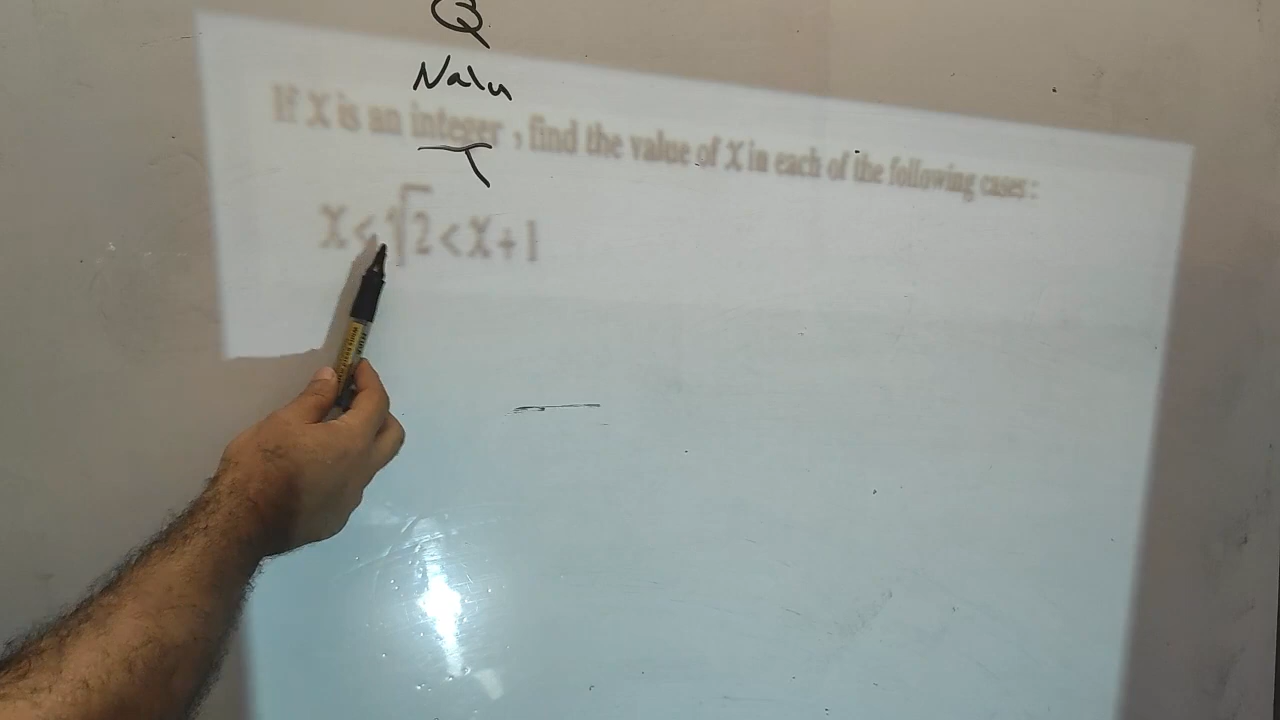 Q
Nalu
If X is an integer , find the value of X in each of the following cases :
X < √2 < X + 1